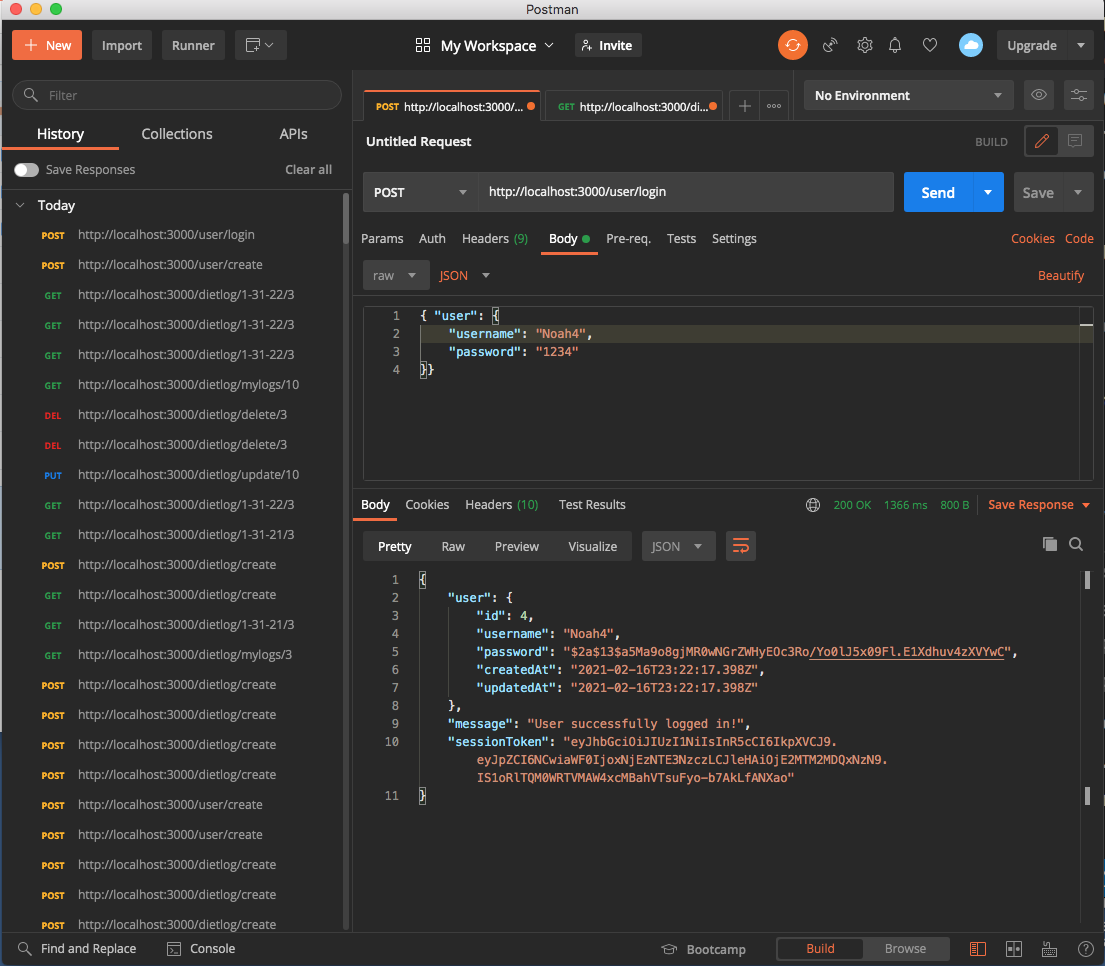 Postman
New
Import
Runner
My Workspace
Invite
Upgrade
Filter
History
Collections
APIs
Save Responses
Clear all
Today
POST http://localhost:3000/user/login
POST http://localhost:3000/user/create
GET http://localhost:3000/dietlog/1-31-22/3
GET http://localhost:3000/dietlog/1-31-22/3
GET http://localhost:3000/dietlog/1-31-22/3
GET http://localhost:3000/dietlog/mylogs/10
DEL http://localhost:3000/dietlog/delete/3
DEL http://localhost:3000/dietlog/delete/3
PUT http://localhost:3000/dietlog/update/10
GET http://localhost:3000/dietlog/1-31-22/3
GET http://localhost:3000/dietlog/1-31-21/3
POST http://localhost:3000/dietlog/create
GET http://localhost:3000/dietlog/create
GET http://localhost:3000/dietlog/1-31-21/3
GET http://localhost:3000/dietlog/mylogs/3
POST http://localhost:3000/dietlog/create
POST http://localhost:3000/dietlog/create
POST http://localhost:3000/dietlog/create
POST http://localhost:3000/dietlog/create
POST http://localhost:3000/user/create
POST http://localhost:3000/user/create
POST http://localhost:3000/dietlog/create
POST http://localhost:3000/dietlog/create
POST http://localhost:3000/dietlog/create
POST http://localhost:3000/...
GET http://localhost:3000/di...
No Environment
Untitled Request
BUILD
POST
http://localhost:3000/user/login
Send
Save
Params Auth Headers (9) Body Pre-req. Tests Settings
Cookies Code
raw
JSON
Beautify
1 { "user": {
2 "username": "Noah4",
3 "password": "1234"
4 }}
Body Cookies Headers (10) Test Results
200 OK 1366 ms 800 B
Save Response
Pretty Raw Preview Visualize
JSON
1 {
2 "user": {
3 "id": 4,
4 "username": "Noah4",
5 "password": "$2a$13$a5Ma9o8gjMR0wNGrZWHyEOc3Ro/Yo0lJ5x09Fl.E1Xdhuv4zXVYwC",
6 "createdAt": "2021-02-16T23:22:17.398Z",
7 "updatedAt": "2021-02-16T23:22:17.398Z"
8 },
9 "message": "User successfully logged in!",
10 "sessionToken": "eyJhbGciOiJIUzI1NiIsInR5cCI6IkpXVCJ9.
eyJpZCI6NCwiaWF0IjoxNjEzNTE3NzczLCJleHAiOjE2MTM2MDQxNzN9.
IS1oRlTQM0WRTVMAW4xcMBahVTsuFyo-b7AkLfANXao"
11 }
Find and Replace
Console
Bootcamp
Build
Browse